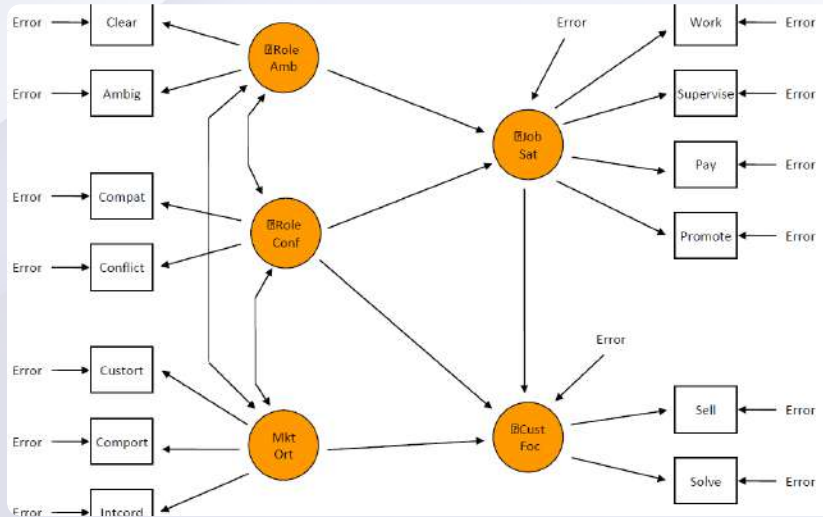 Error
Clear
Role
Amb
Error
Work
Error
Error
Ambig
Supervise
Error
Job
Sat
Pay
Error
Error
Compat
Role
Conf
Promote
Error
Error
Conflict
Error
Error
Custort
Sell
Error
Error
Comport
Mkt
Ort
Cust
Foc
Solve
Error
Error
Intcord